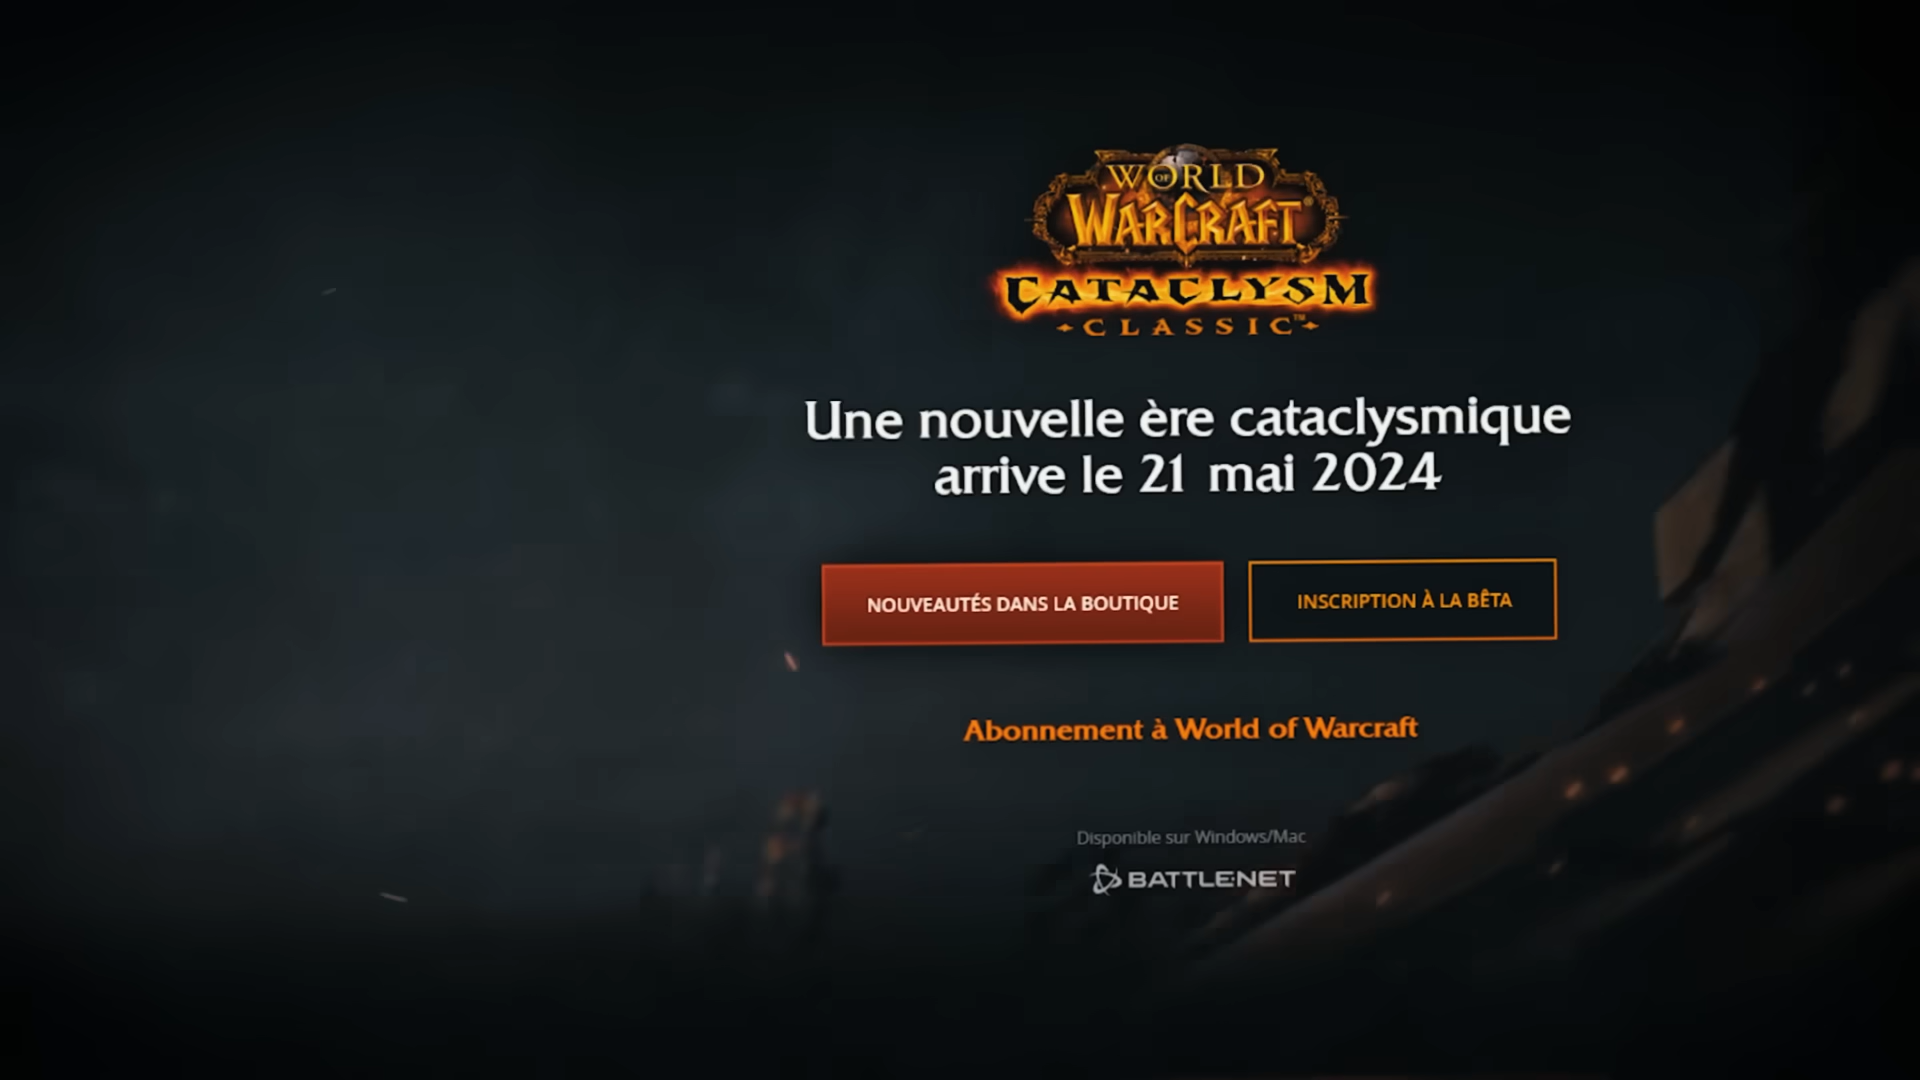 WORLD
OF
WARCRAFT®
CATACLYSM
CLASSIC™
Une nouvelle ère cataclysmique
arrive le 21 mai 2024
NOUVEAUTÉS DANS LA BOUTIQUE
INSCRIPTION À LA BÊTA
Abonnement à World of Warcraft
Disponible sur Windows/Mac
BATTLE.NET